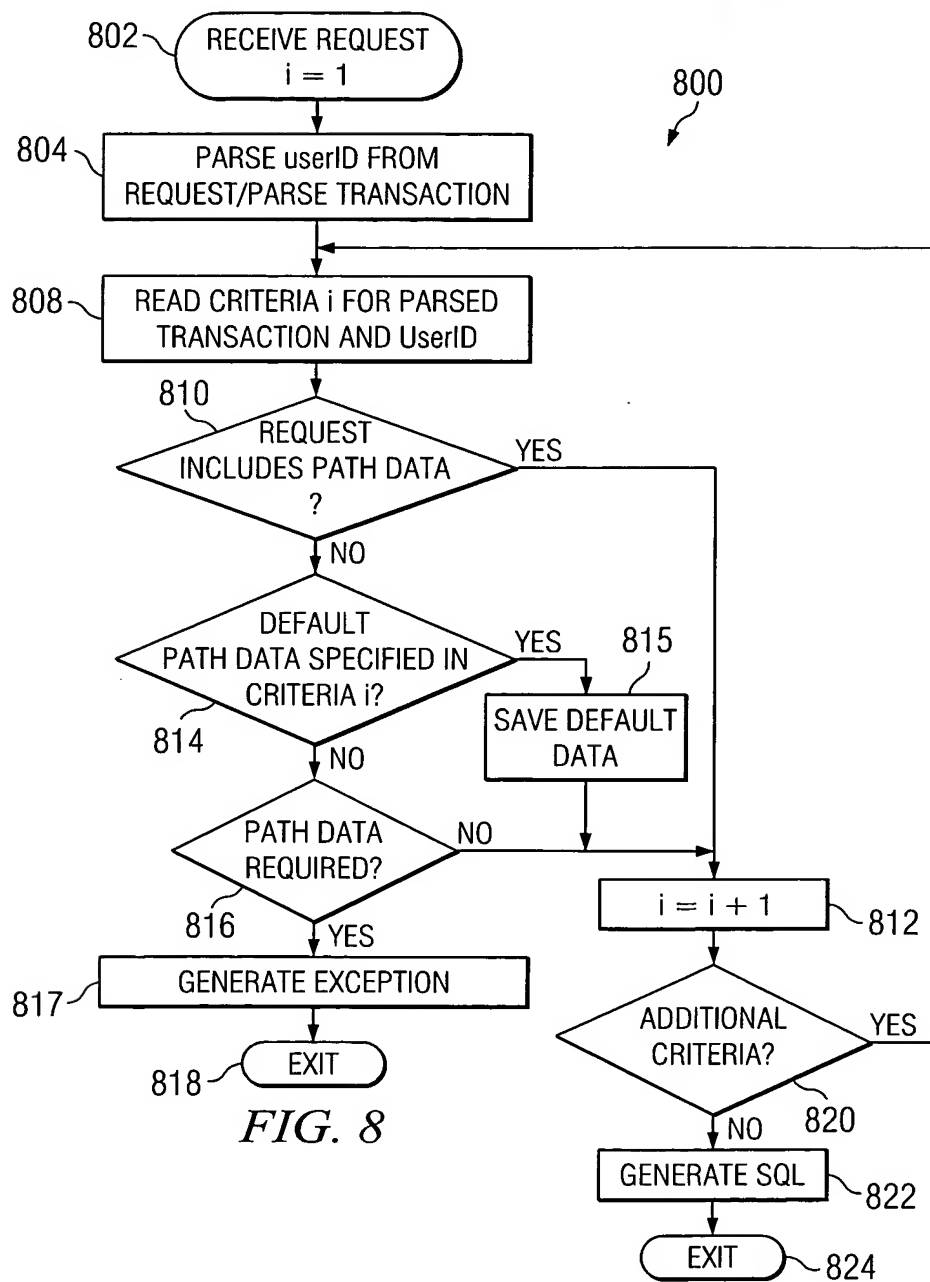 802
RECEIVE REQUEST
i = 1
800
804
PARSE userID FROM
REQUEST/PARSE TRANSACTION
808
READ CRITERIA i FOR PARSED
TRANSACTION AND UserID
810
REQUEST
INCLUDES PATH DATA
?
YES
NO
DEFAULT
PATH DATA SPECIFIED IN
CRITERIA i?
YES
814
815
SAVE DEFAULT
DATA
NO
PATH DATA
REQUIRED?
NO
816
YES
i = i + 1
812
817
GENERATE EXCEPTION
ADDITIONAL
CRITERIA?
YES
820
818
EXIT
FIG. 8
NO
GENERATE SQL
822
EXIT
824